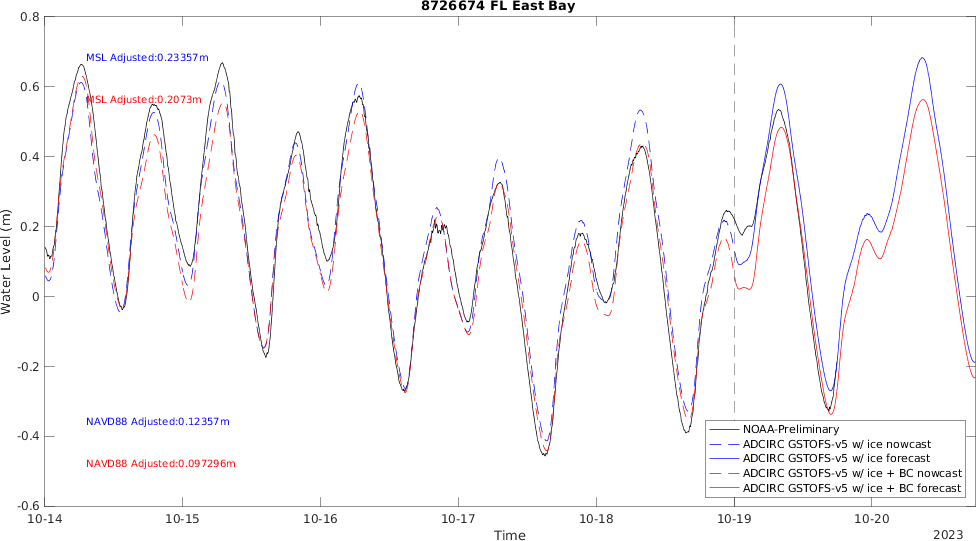 8726674 FL East Bay
0.8
0.6
0.4
0.2
0
-0.2
-0.4
-0.6
Water Level (m)
MSL Adjusted:0.23357m
MSL Adjusted:0.2073m
NAVD88 Adjusted:0.12357m
NAVD88 Adjusted:0.097296m
NOAA-Preliminary
ADCIRC GSTOFS-v5 w/ ice nowcast
ADCIRC GSTOFS-v5 w/ ice forecast
ADCIRC GSTOFS-v5 w/ ice + BC nowcast
ADCIRC GSTOFS-v5 w/ ice + BC forecast
10-14 10-15 10-16 10-17 10-18 10-19 10-20
Time
2023